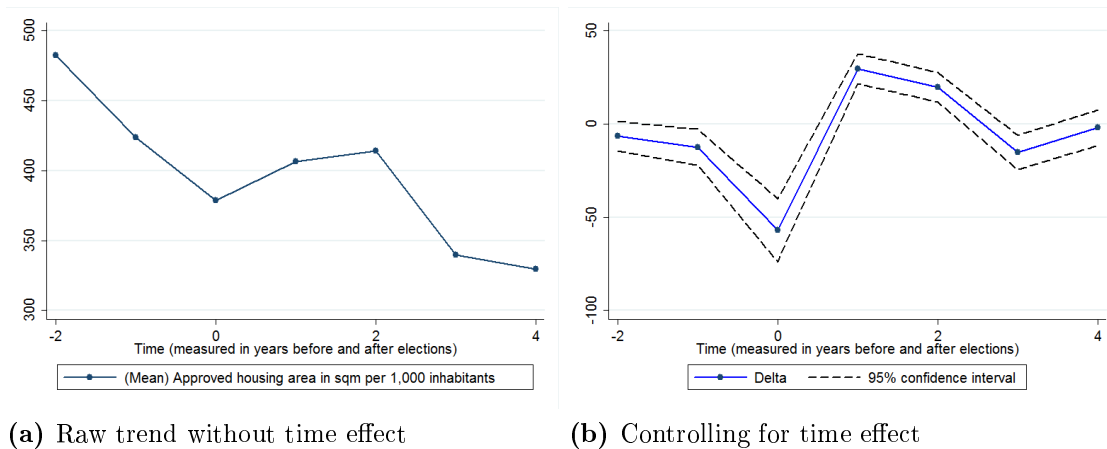 500
450
400
350
300
-2
0
2
4
Time (measured in years before and after elections)
(Mean) Approved housing area in sqm per 1,000 inhabitants
(a) Raw trend without time effect
50
0
-50
-100
-2
0
2
4
Time (measured in years before and after elections)
Delta 95% confidence interval
(b) Controlling for time effect